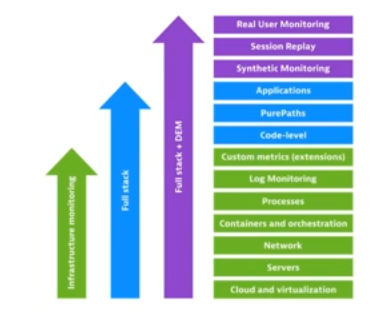 Real User Monitoring
Session Replay
Synthetic Monitoring
Applications
PurePaths
Code-level
Custom metrics (extensions)
Log Monitoring
Processes
Containers and orchestration
Network
Servers
Cloud and virtualization
Infrastructure monitoring
Full stack
Full stack + DEM